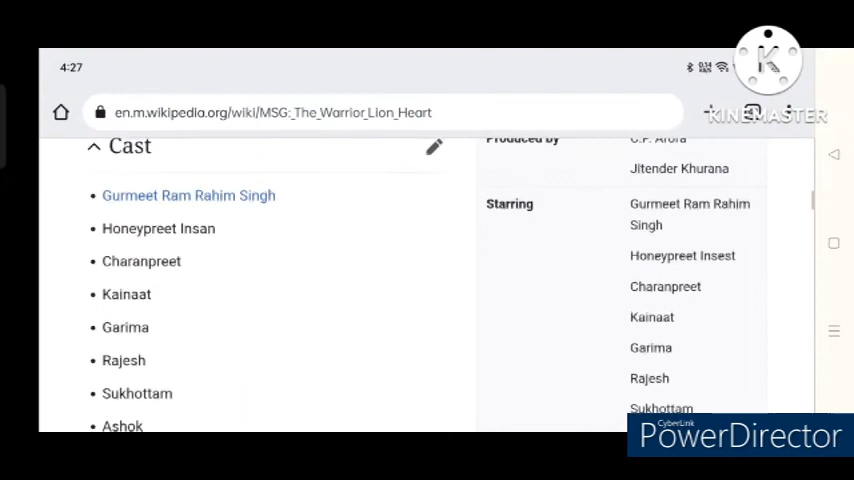 4:27
KINEMASTER
en.m.wikipedia.org/wiki/MSG:_The_Warrior_Lion_Heart
Cast
Gurmeet Ram Rahim Singh
Honeypreet Insan
Charanpreet
Kainaat
Garima
Rajesh
Sukhottam
Ashok
Produced by
C.P. Arora
Jitender Khurana
Starring
Gurmeet Ram Rahim
Singh
Honeypreet Insest
Charanpreet
Kainaat
Garima
Rajesh
Sukhottam
CyberLink
PowerDirector